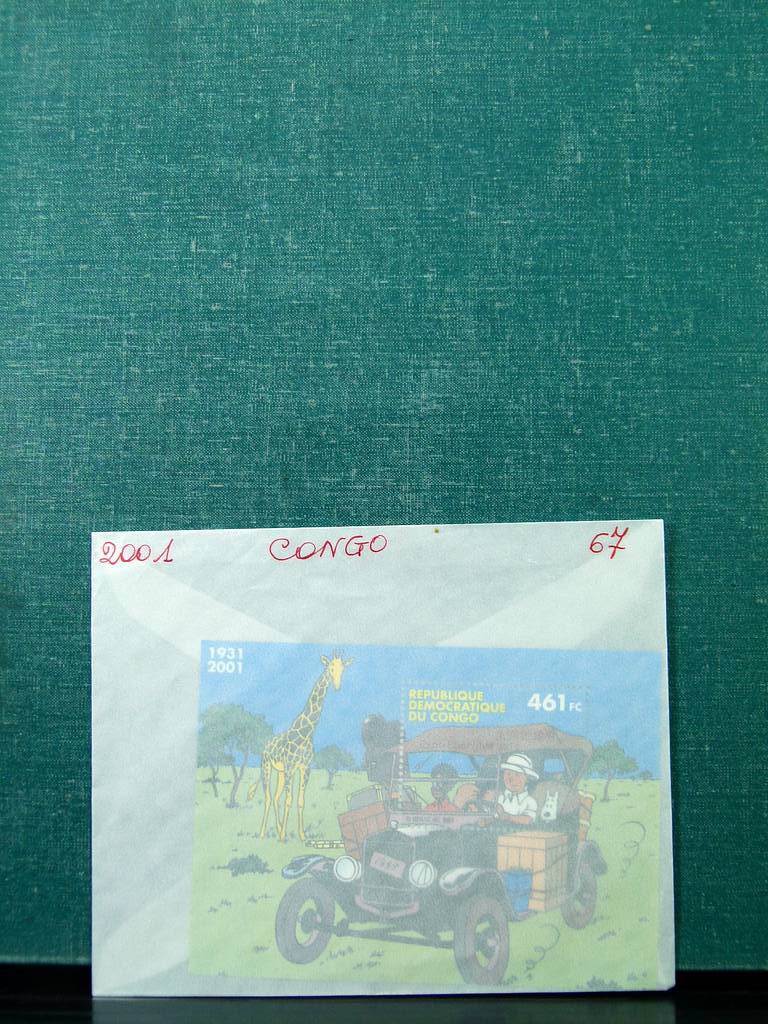 2001 CONGO 67
1931
2001
REPUBLIQUE
DEMOCRATIQUE
DU CONGO
461 FC